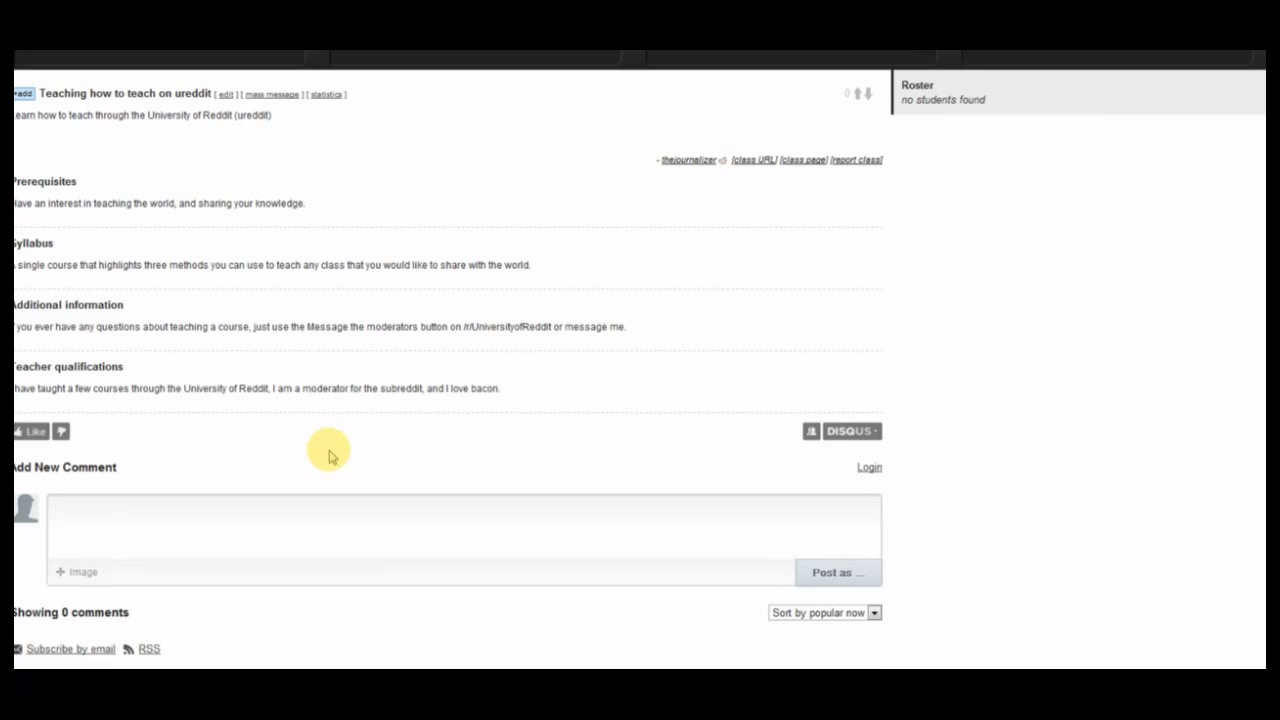 +add Teaching how to teach on ureddit [ edit ] [ mass message ] [ statistics ] 0
earn how to teach through the University of Reddit (ureddit)
- thejournalizer [class URL] [class page] [report class]
Prerequisites
Have an interest in teaching the world, and sharing your knowledge.
Syllabus
A single course that highlights three methods you can use to teach any class that you would like to share with the world.
Additional information
you ever have any questions about teaching a course, just use the Message the moderators button on /r/UniversityofReddit or message me.
Teacher qualifications
have taught a few courses through the University of Reddit, I am a moderator for the subreddit, and I love bacon.
Like DISQUS
Add New Comment Login
+ Image Post as ...
Showing 0 comments Sort by popular now
Subscribe by email RSS
Roster
no students found